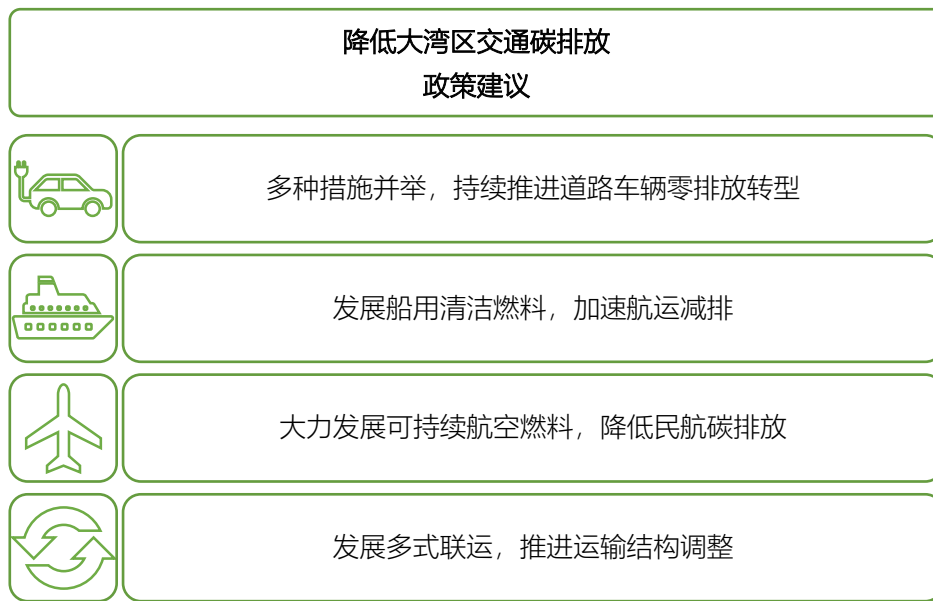 降低大湾区交通碳排放
政策建议
多种措施并举，持续推进道路车辆零排放转型
发展船用清洁燃料，加速航运减排
大力发展可持续航空燃料，降低民航碳排放
发展多式联运，推进运输结构调整